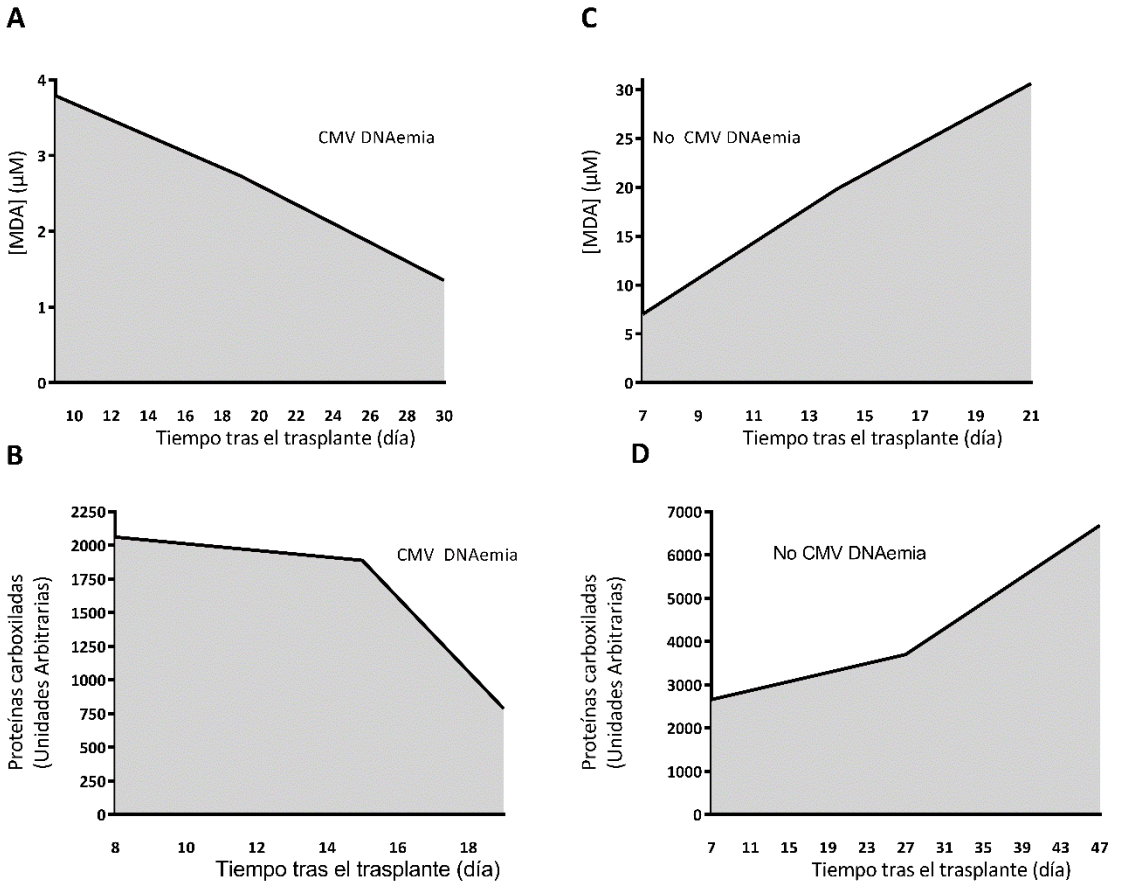 A
[MDA] (µM)
4
3
2
1
0
CMV DNAemia
10 12 14 16 18 20 22 24 26 28 30
Tiempo tras el trasplante (día)
C
[MDA] (µM)
30
25
20
15
10
5
0
No CMV DNAemia
7 9 11 13 15 17 19 21
Tiempo tras el trasplante (día)
B
Proteínas carboxiladas
(Unidades Arbitrarias)
2250
2000
1750
1500
1250
1000
750
500
250
0
CMV DNAemia
8 10 12 14 16 18
Tiempo tras el trasplante (día)
D
Proteínas carboxiladas
(Unidades Arbitrarias)
7000
6000
5000
4000
3000
2000
1000
0
No CMV DNAemia
7 11 15 19 23 27 31 35 39 43 47
Tiempo tras el trasplante (día)